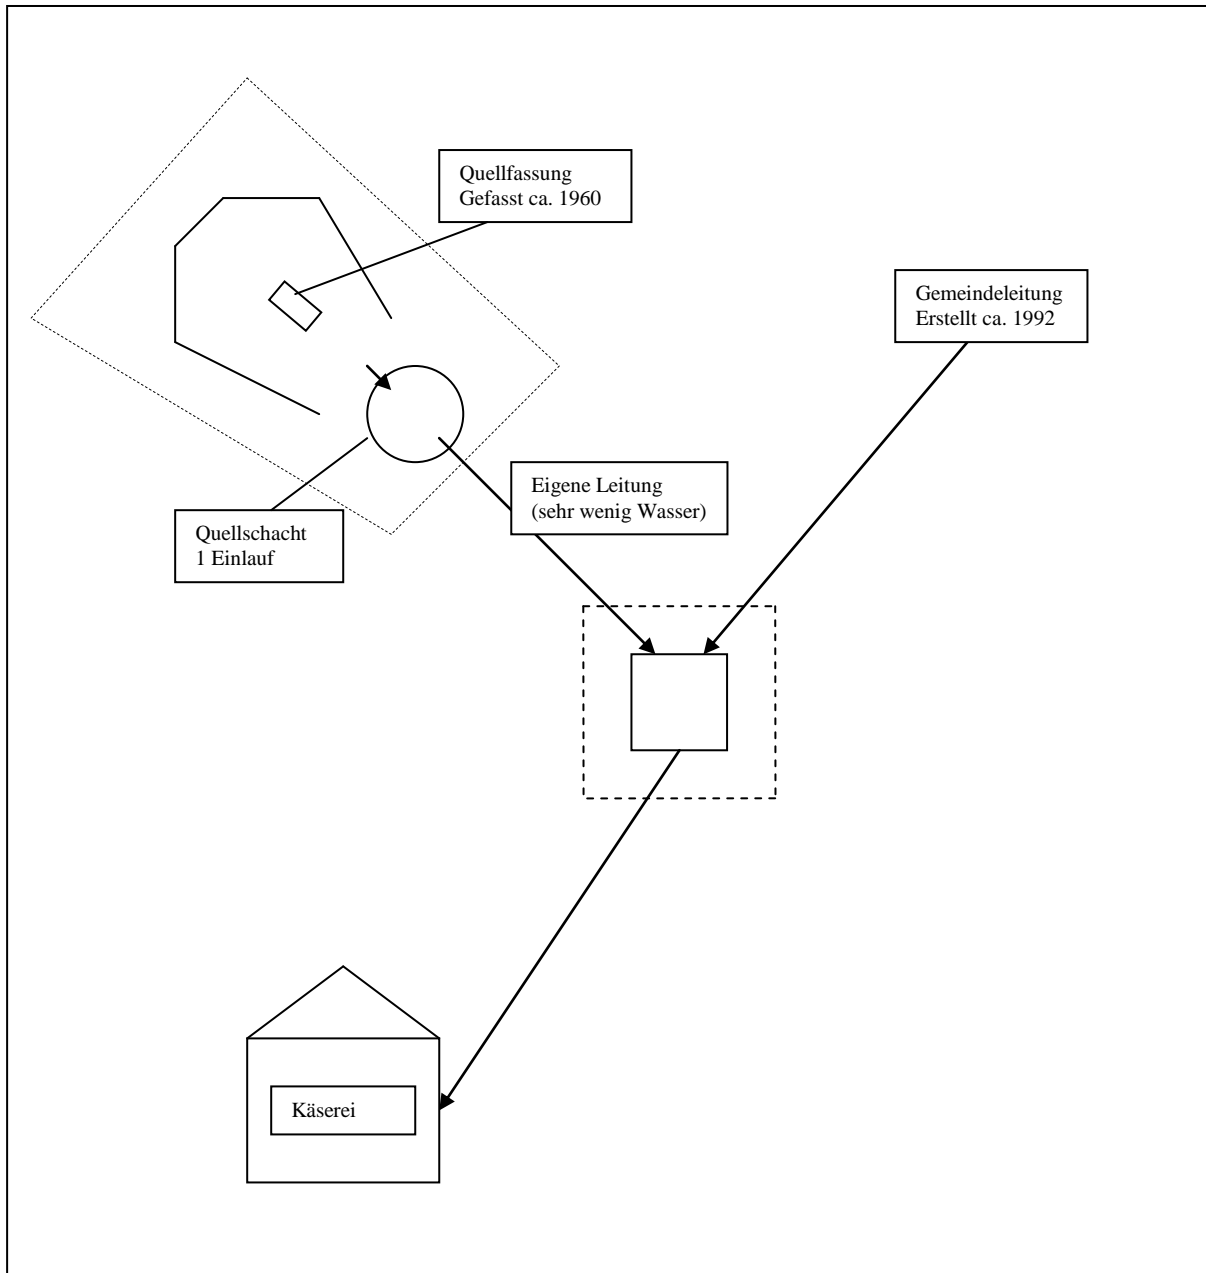 Quellfassung
Gefasst ca. 1960
Gemeindeleitung
Erstellt ca. 1992
Eigene Leitung
(sehr wenig Wasser)
Quellschacht
1 Einlauf
Käserei